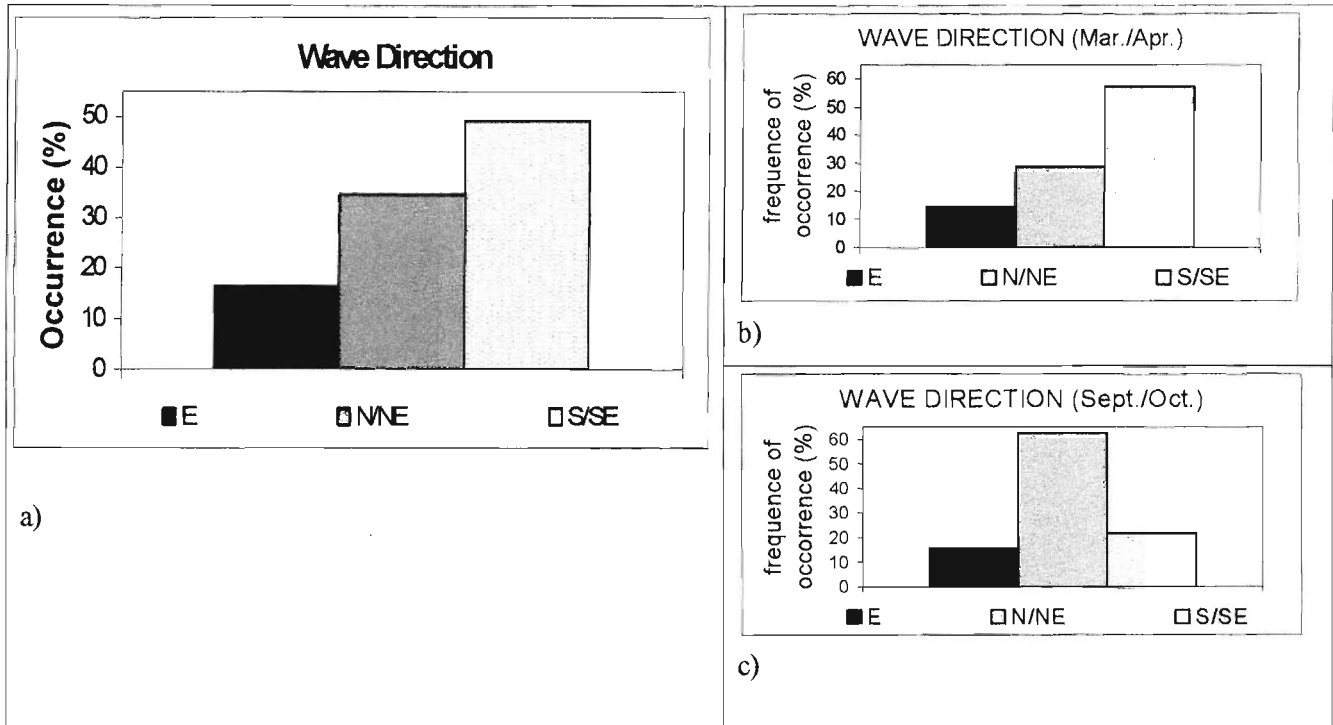 Wave Direction
Occurrence (%)
50
40
30
20
10
0
E N/NE S/SE
a)
WAVE DIRECTION (Mar./Apr.)
frequence of
occorrence (%)
60
50
40
30
20
10
0
E N/NE S/SE
b)
WAVE DIRECTION (Sept./Oct.)
frequence of
occorrence (%)
60
50
40
30
20
10
0
E N/NE S/SE
c)